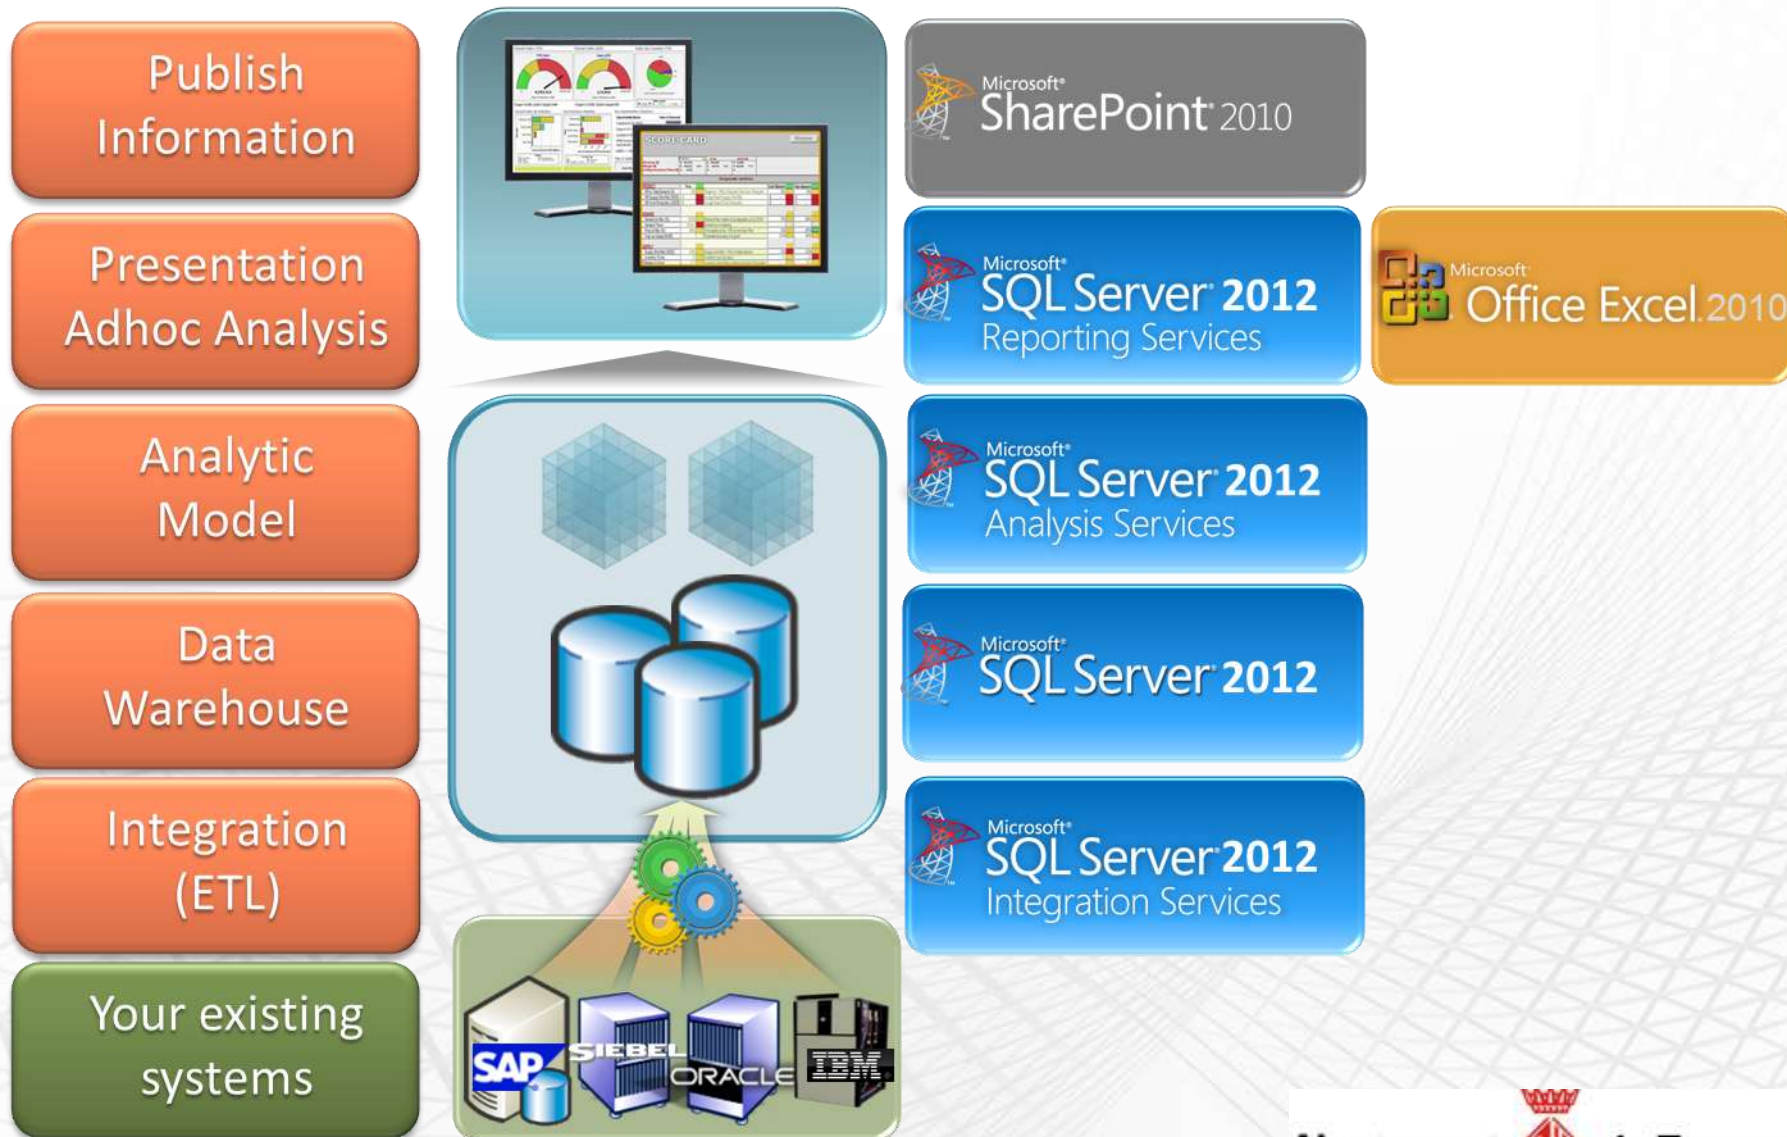 Publish
Information
Presentation
Adhoc Analysis
Analytic
Model
Data
Warehouse
Integration
(ETL)
Your existing
systems
SCORE CARD
SAP
SIEBEL
ORACLE
IBM
Microsoft®
SharePoint® 2010
Microsoft®
SQL Server® 2012
Reporting Services
Microsoft®
Office Excel 2010
Microsoft®
SQL Server® 2012
Analysis Services
Microsoft®
SQL Server® 2012
Microsoft®
SQL Server® 2012
Integration Services